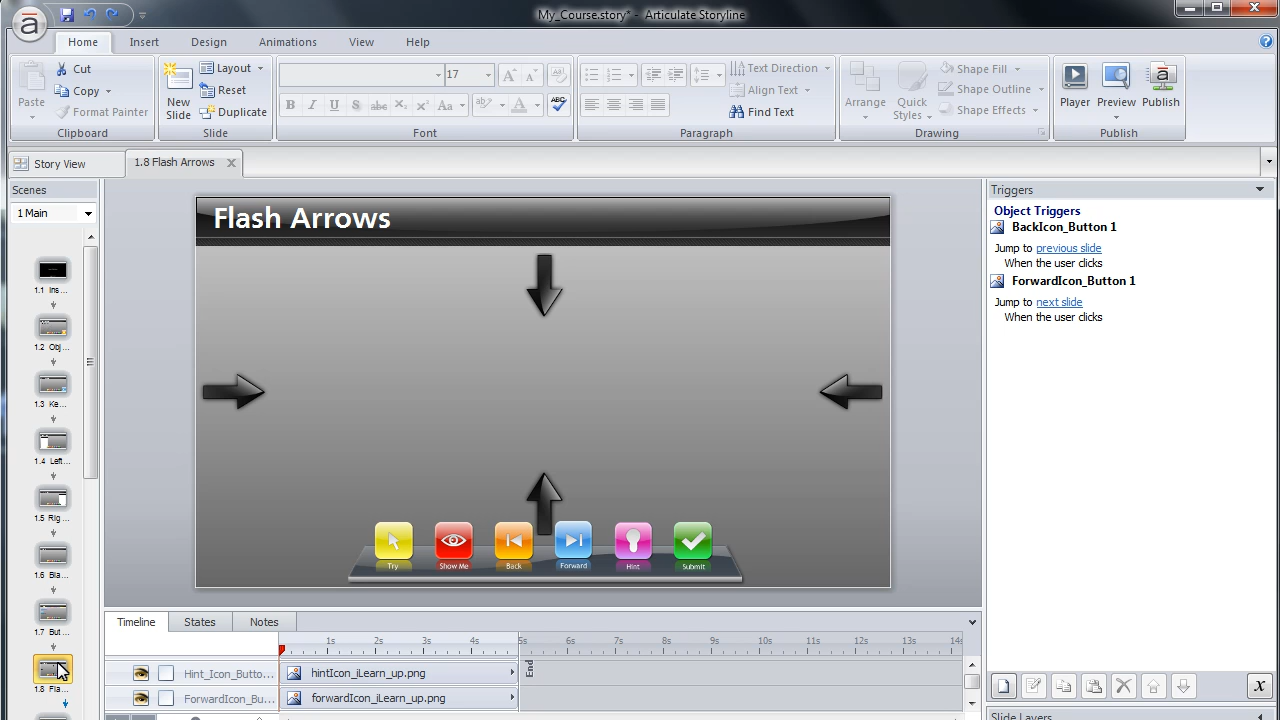 My_Course.story* - Articulate Storyline
Home Insert Design Animations View Help
Paste Cut Copy Format Painter Clipboard
New Slide Layout Reset Duplicate Slide
17
B I U S abc X₂ X² Aa ab A ABC Font
Text Direction Align Text Find Text Paragraph
Arrange Quick Styles Shape Fill Shape Outline Shape Effects Drawing
Player Preview Publish Publish
Story View 1.8 Flash Arrows
Scenes
1 Main
1.1 Ins...
1.2 Obj...
1.3 Ke...
1.4 Left...
1.5 Rig...
1.6 Bla...
1.7 But...
1.8 Fla...
Flash Arrows
Try Show Me Back Forward Hint Submit
Triggers
Object Triggers
BackIcon_Button 1
Jump to previous slide
When the user clicks
ForwardIcon_Button 1
Jump to next slide
When the user clicks
Timeline States Notes
1s 2s 3s 4s 5s 6s 7s 8s 9s 10s 11s 12s 13s 14s
Hint_Icon_Butto... hintIcon_iLearn_up.png
End
ForwardIcon_Bu... forwardIcon_iLearn_up.png
x
Slide Layers